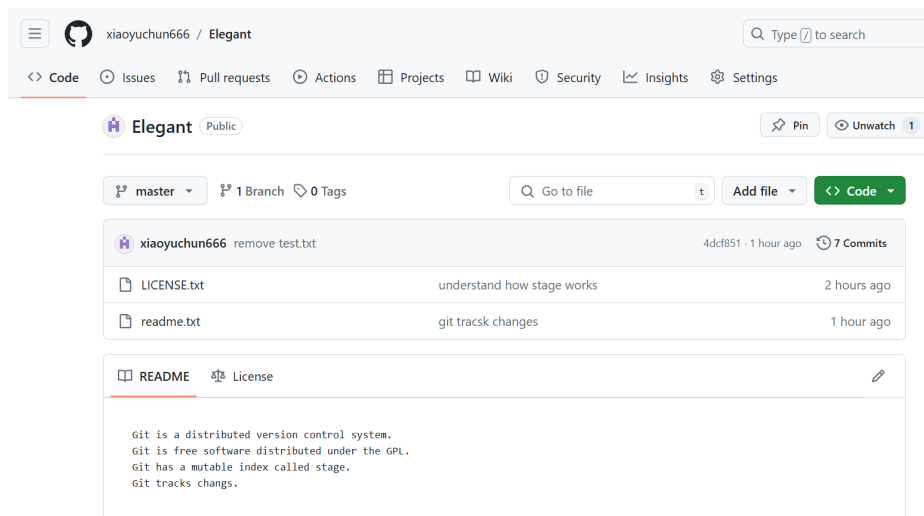 xiaoyuchun666 / Elegant
Type / to search
Code Issues Pull requests Actions Projects Wiki Security Insights Settings
Elegant Public
Pin Unwatch 1
master 1 Branch 0 Tags Go to file t Add file Code
xiaoyuchun666 remove test.txt 4dcf851 · 1 hour ago 7 Commits
LICENSE.txt understand how stage works 2 hours ago
readme.txt git tracsk changes 1 hour ago
README License
Git is a distributed version control system.
Git is free software distributed under the GPL.
Git has a mutable index called stage.
Git tracks changs.